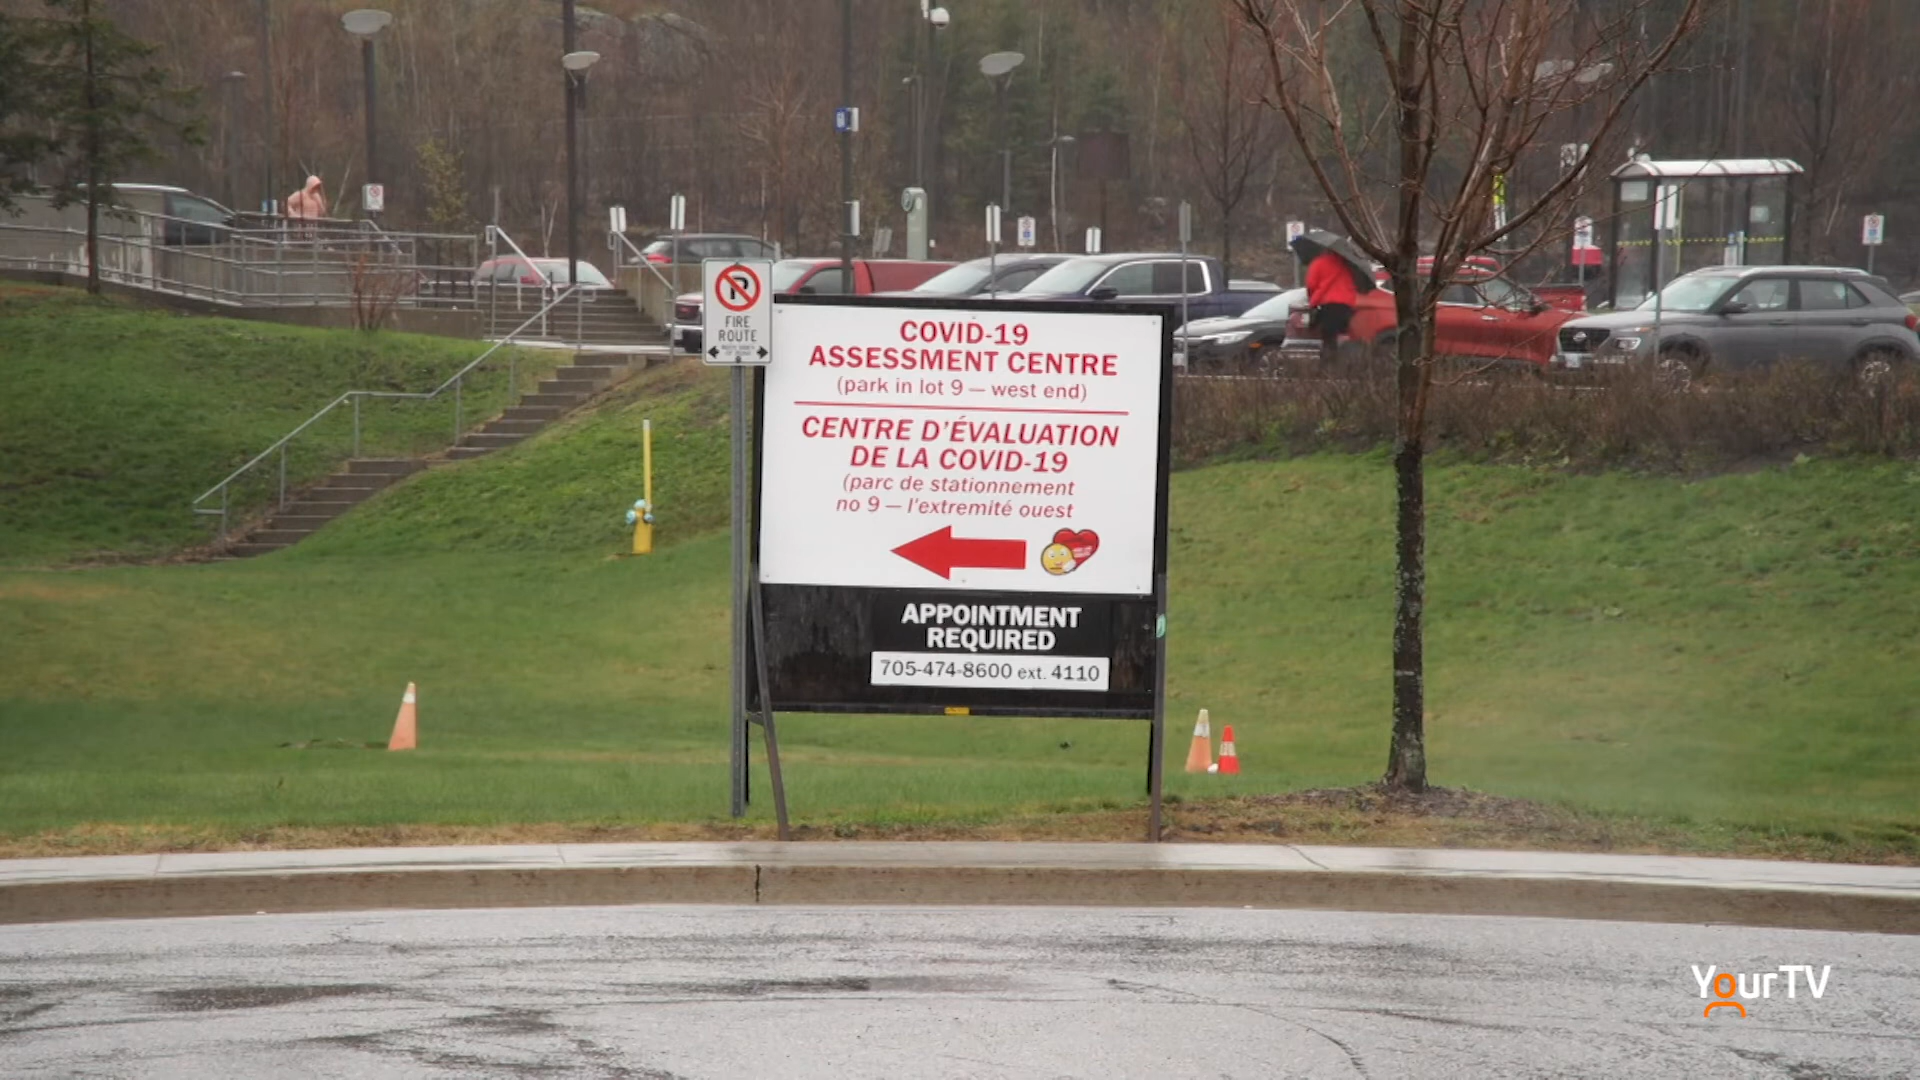 P
FIRE
ROUTE
COVID-19
ASSESSMENT CENTRE
(park in lot 9 — west end)
CENTRE D'ÉVALUATION
DE LA COVID-19
(parc de stationnement
no 9 — l'extremité ouest
APPOINTMENT
REQUIRED
705-474-8600 ext. 4110
YourTV